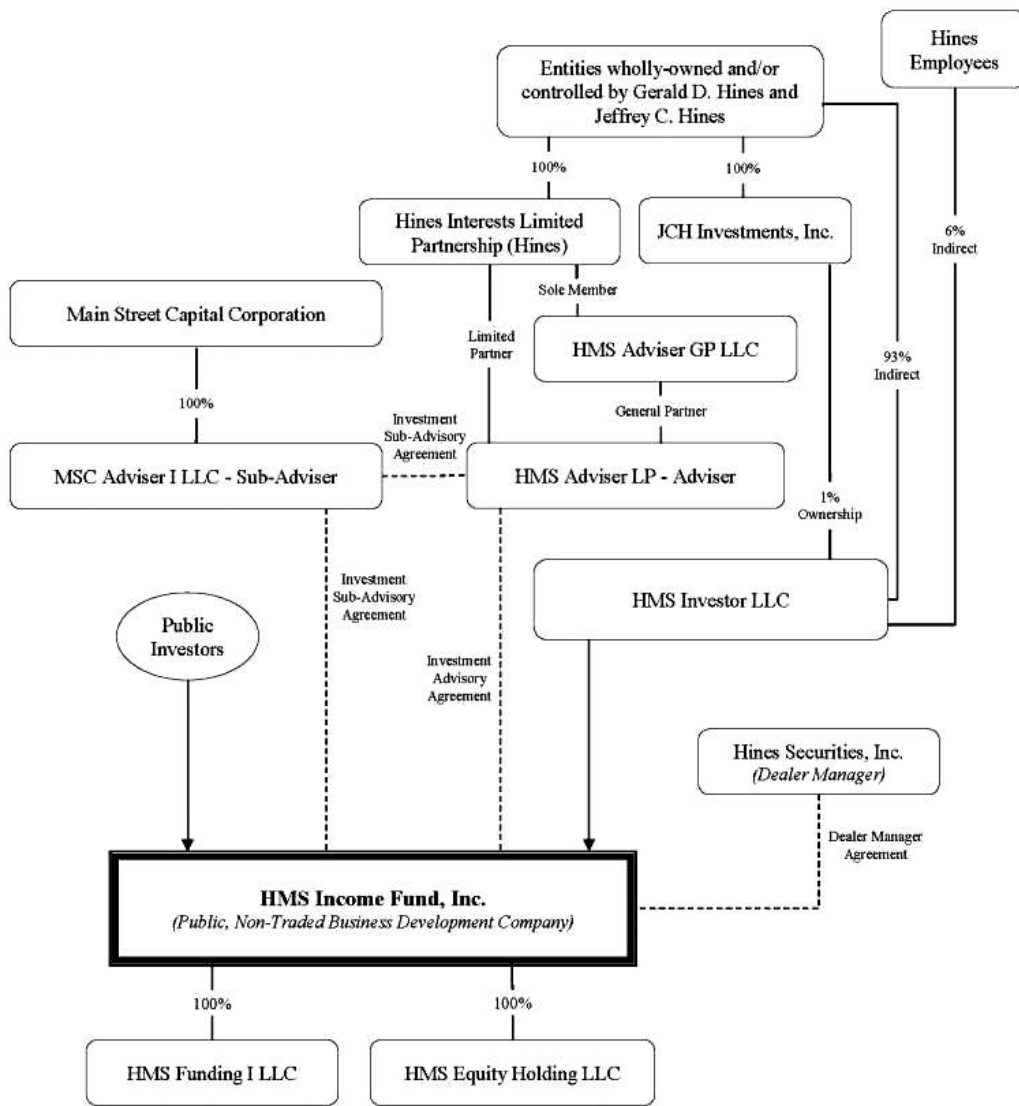 Hines
Employees
Entities wholly-owned and/or
controlled by Gerald D. Hines and
Jeffrey C. Hines
100%
100%
Hines Interests Limited
Partnership (Hines)
JCH Investments, Inc.
6%
Indirect
Sole Member
Main Street Capital Corporation
Limited
Partner
HMS Adviser GP LLC
93%
Indirect
100%
Investment
Sub-Advisory
Agreement
General Partner
MSC Adviser I LLC - Sub-Adviser
HMS Adviser LP - Adviser
1%
Ownership
Investment
Sub-Advisory
Agreement
HMS Investor LLC
Public
Investors
Investment
Advisory
Agreement
Hines Securities, Inc.
(Dealer Manager)
Dealer Manager
Agreement
HMS Income Fund, Inc.
(Public, Non-Traded Business Development Company)
100%
100%
HMS Funding I LLC
HMS Equity Holding LLC